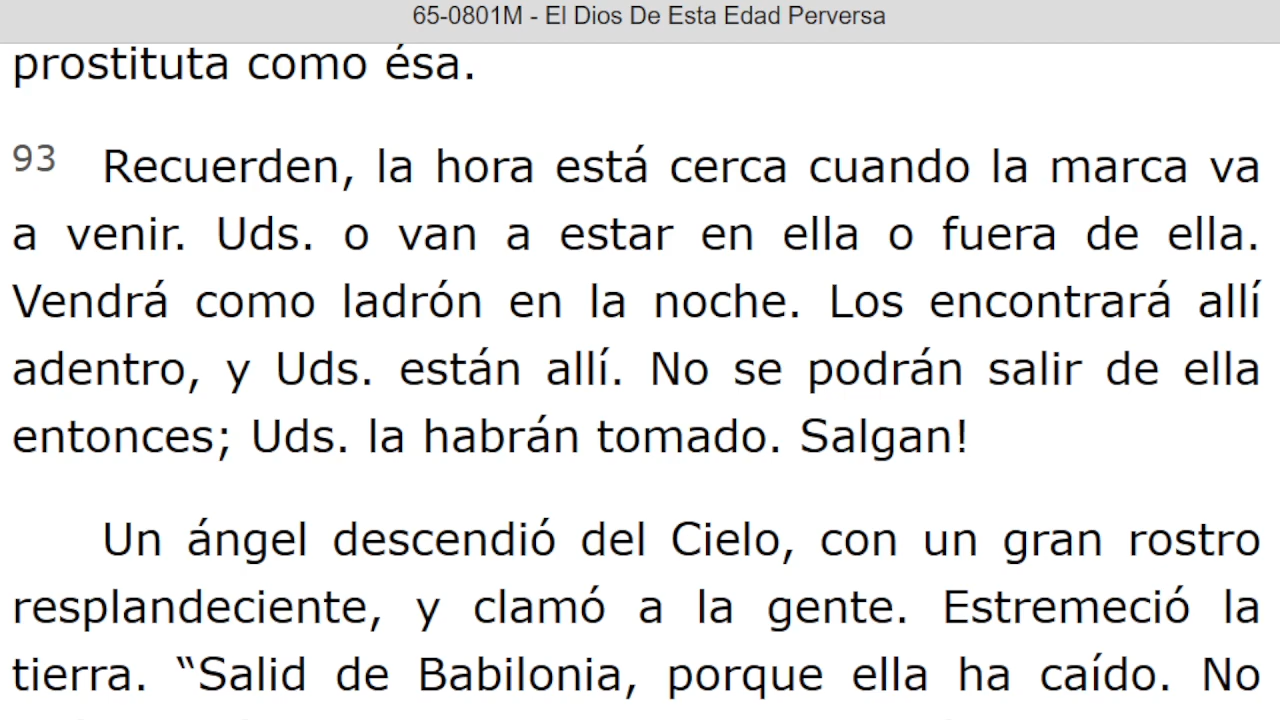 65-0801M - El Dios De Esta Edad Perversa
prostituta como ésa.
93 Recuerden, la hora está cerca cuando la marca va
a venir. Uds. o van a estar en ella o fuera de ella.
Vendrá como ladrón en la noche. Los encontrará allí
adentro, y Uds. están allí. No se podrán salir de ella
entonces; Uds. la habrán tomado. Salgan!
Un ángel descendió del Cielo, con un gran rostro
resplandeciente, y clamó a la gente. Estremeció la
tierra. “Salid de Babilonia, porque ella ha caído. No